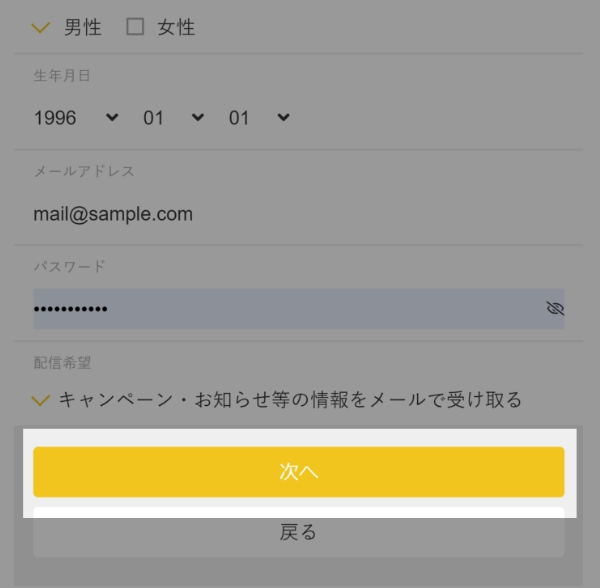 男性 女性
生年月日
1996 01 01
メールアドレス
mail@sample.com
パスワード
•••••••••••
配信希望
キャンペーン・お知らせ等の情報をメールで受け取る
次へ
戻る